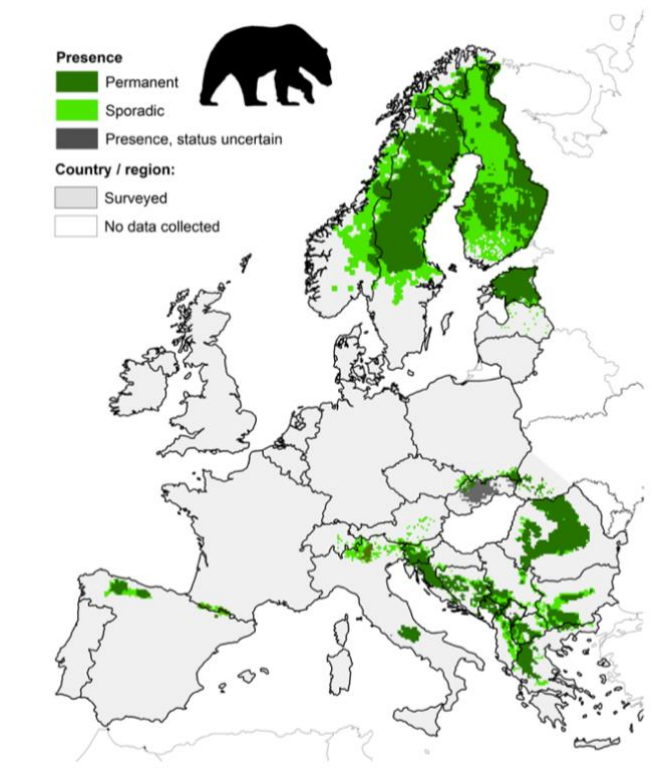 Presence
Permanent
Sporadic
Presence, status uncertain
Country / region:
Surveyed
No data collected